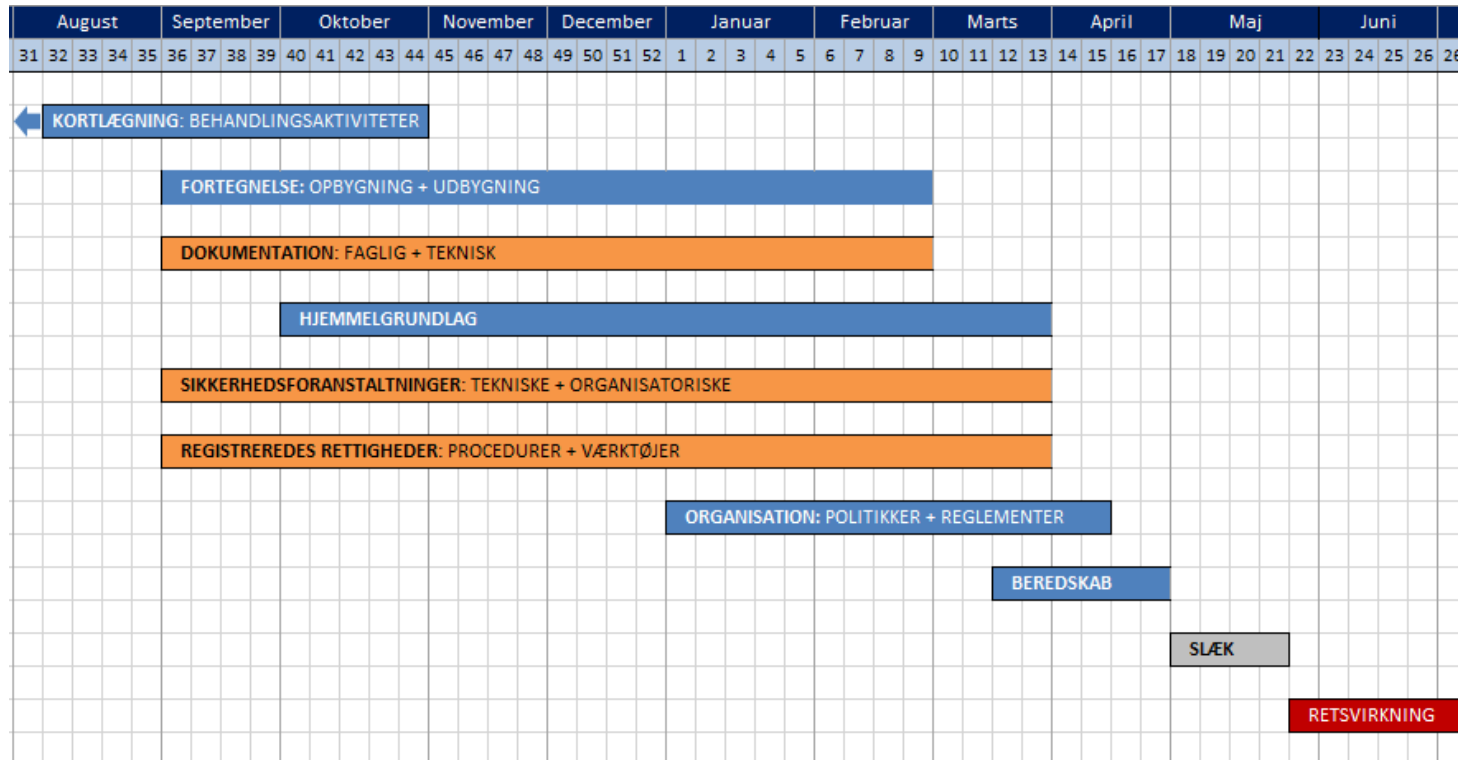 August September Oktober November December Januar Februar Marts April Maj Juni
31 32 33 34 35 36 37 38 39 40 41 42 43 44 45 46 47 48 49 50 51 52 1 2 3 4 5 6 7 8 9 10 11 12 13 14 15 16 17 18 19 20 21 22 23 24 25 26 26
KORTLÆGNING: BEHANDLINGSAKTIVITETER
FORTEGNELSE: OPBYGNING + UDBYGNING
DOKUMENTATION: FAGLIG + TEKNISK
HJEMMELGRUNDLAG
SIKKERHEDSFORANSTALTNINGER: TEKNISKE + ORGANISATORISKE
REGISTREREDES RETTIGHEDER: PROCEDURER + VÆRKTØJER
ORGANISATION: POLITIKKER + REGLEMENTER
BEREDSKAB
SLÆK
RETSVIRKNING